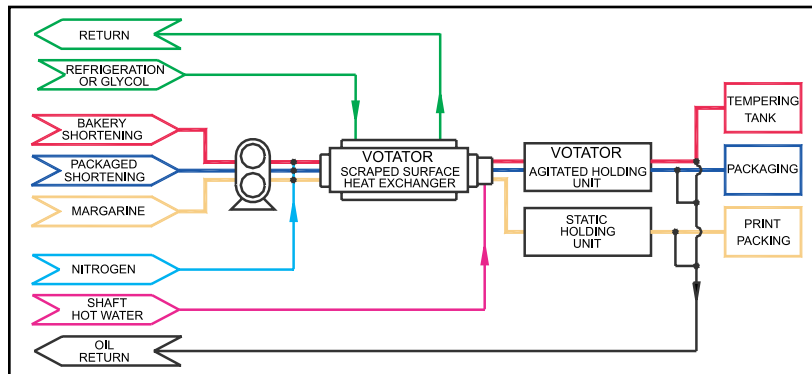 RETURN
REFRIGERATION
OR GLYCOL
BAKERY
SHORTENING
PACKAGED
SHORTENING
MARGARINE
NITROGEN
SHAFT
HOT WATER
OIL
RETURN
VOTATOR
SCRAPED SURFACE
HEAT EXCHANGER
VOTATOR
AGITATED HOLDING
UNIT
STATIC
HOLDING
UNIT
TEMPERING
TANK
PACKAGING
PRINT
PACKING